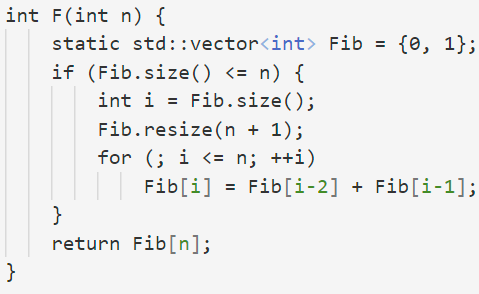 int F(int n) {
    static std::vector<int> Fib = {0, 1};
    if (Fib.size() <= n) {
        int i = Fib.size();
        Fib.resize(n + 1);
        for (; i <= n; ++i)
            Fib[i] = Fib[i-2] + Fib[i-1];
    }
    return Fib[n];
}